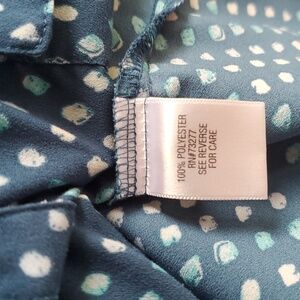 100% POLYESTER
RN#73277
SEE REVERSE
FOR CARE